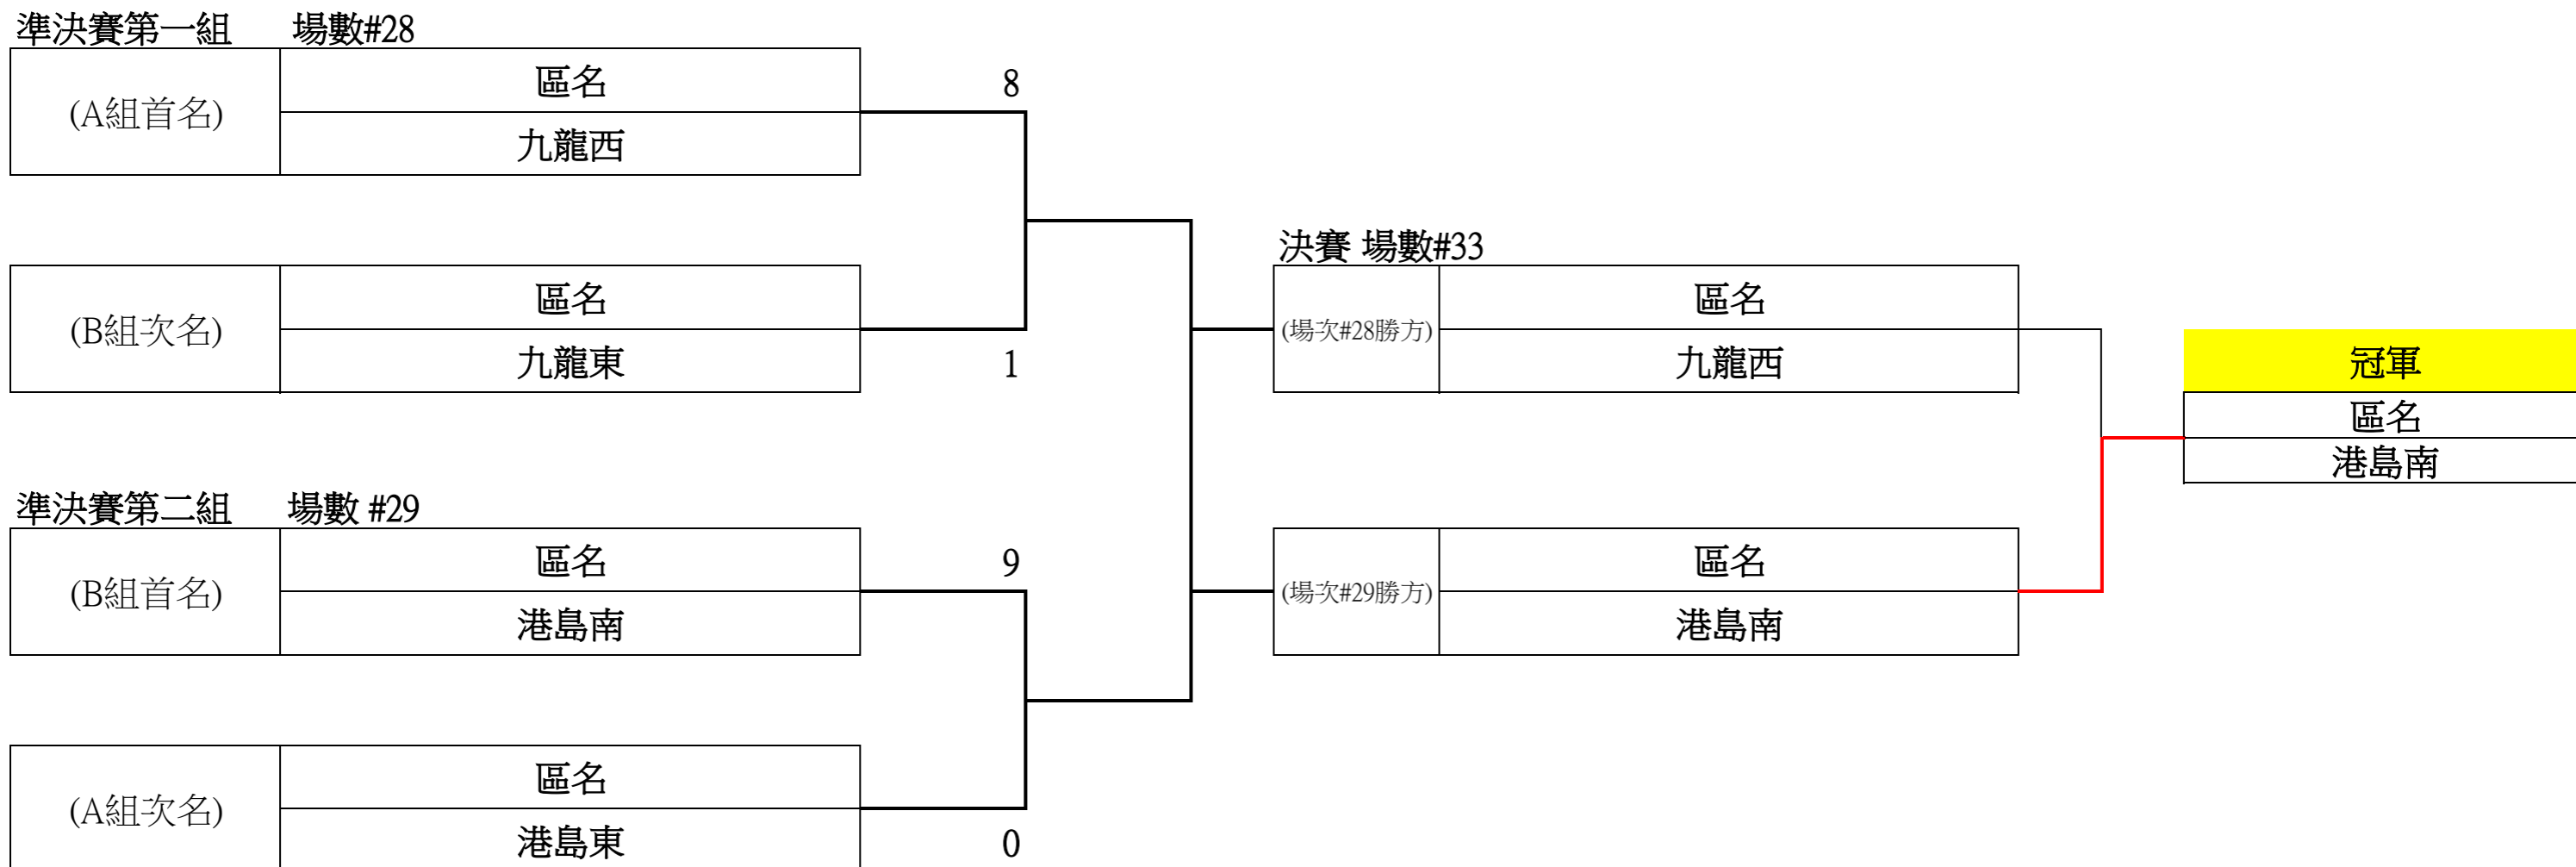 準決賽第一組 場數#28
區名
8
(A組首名)
九龍西
決賽 場數#33
區名
(B組次名)
九龍東
1
區名
(場次#28勝方)
九龍西
冠軍
區名
港島南
準決賽第二組 場數 #29
區名
9
(B組首名)
港島南
區名
(場次#29勝方)
港島南
區名
(A組次名)
港島東
0